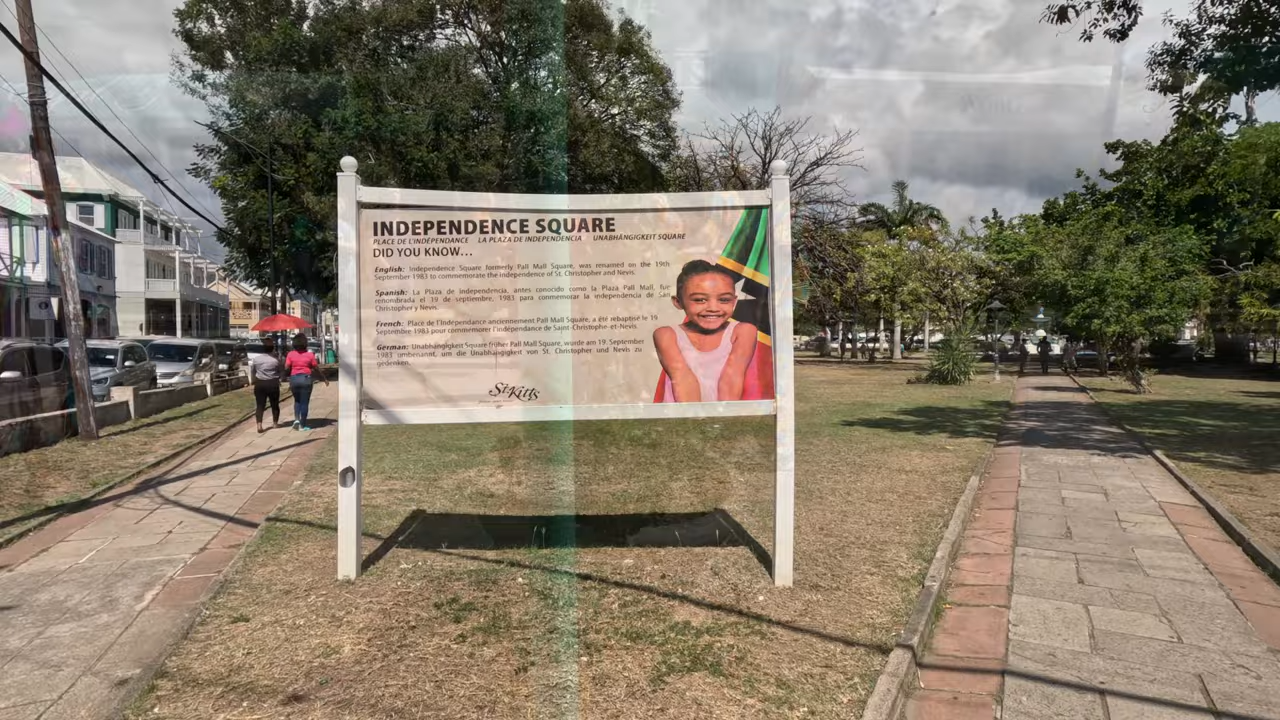 INDEPENDENCE SQUARE
PLACE DE L'INDÉPENDANCE LA PLAZA DE INDEPENDENCIA UNABHÄNGIGKEIT SQUARE
DID YOU KNOW...
English: Independence Square formerly Pall Mall Square, was renamed on the 19th
September 1983 to commemorate the independence of St. Christopher and Nevis.
Spanish: La Plaza de Independencia, antes conocido como la Plaza Pall Mall, fue
renondirada el 19 de septiembre, 1983 para conmorar la independencia de San
Christopher y Nevis.
French: Place de l'Indépendance anciennement Pall Mall Square, a été rebaptisé le 19
Septembre 1983 pour commémorer l'indépendance de Saint-Christophe-et-Nevis.
German: Unabhängigkeit Square früher Pall Mall Square, wurde am 19. September
1983 umbenannt, um die Unabhängigkeit von St. Christopher und Nevis zu
gedenken.
St. Kitts